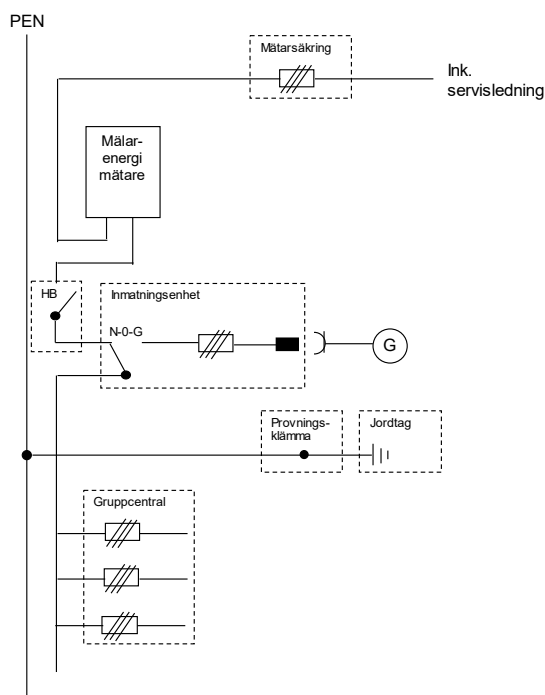 PEN
Mätarsäkring
Ink.
servisledning
Mälar-
energi
mätare
HB
Inmatningsenhet
N-0-G
G
Provnings-
klämma
Jordtag
Gruppcentral